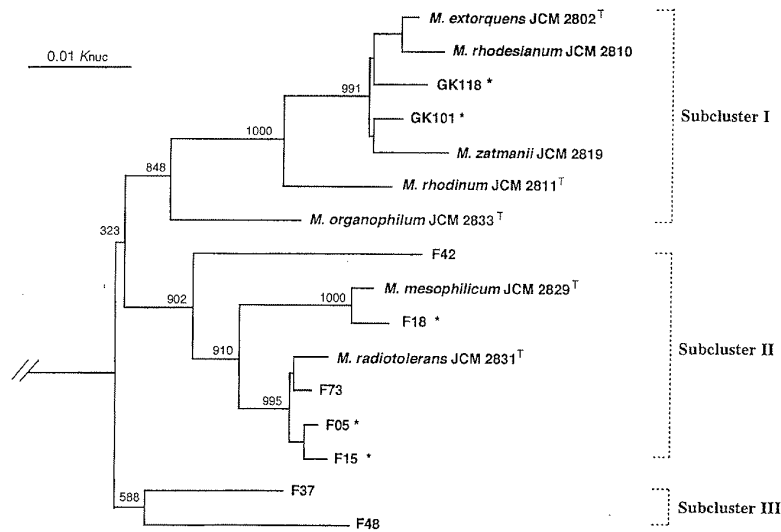 M. extorquens JCM 2802T
0.01 Knuc
M. rhodesianum JCM 2810
991
GK118 *
GK101 *
Subcluster I
1000
M. zatmanii JCM 2819
848
M. rhodinum JCM 2811T
M. organophilum JCM 2833T
323
F42
M. mesophilicum JCM 2829T
1000
902
F18 *
910
M. radiotolerans JCM 2831T
Subcluster II
F73
995
F05 *
F15 *
F37
588
Subcluster III
F48